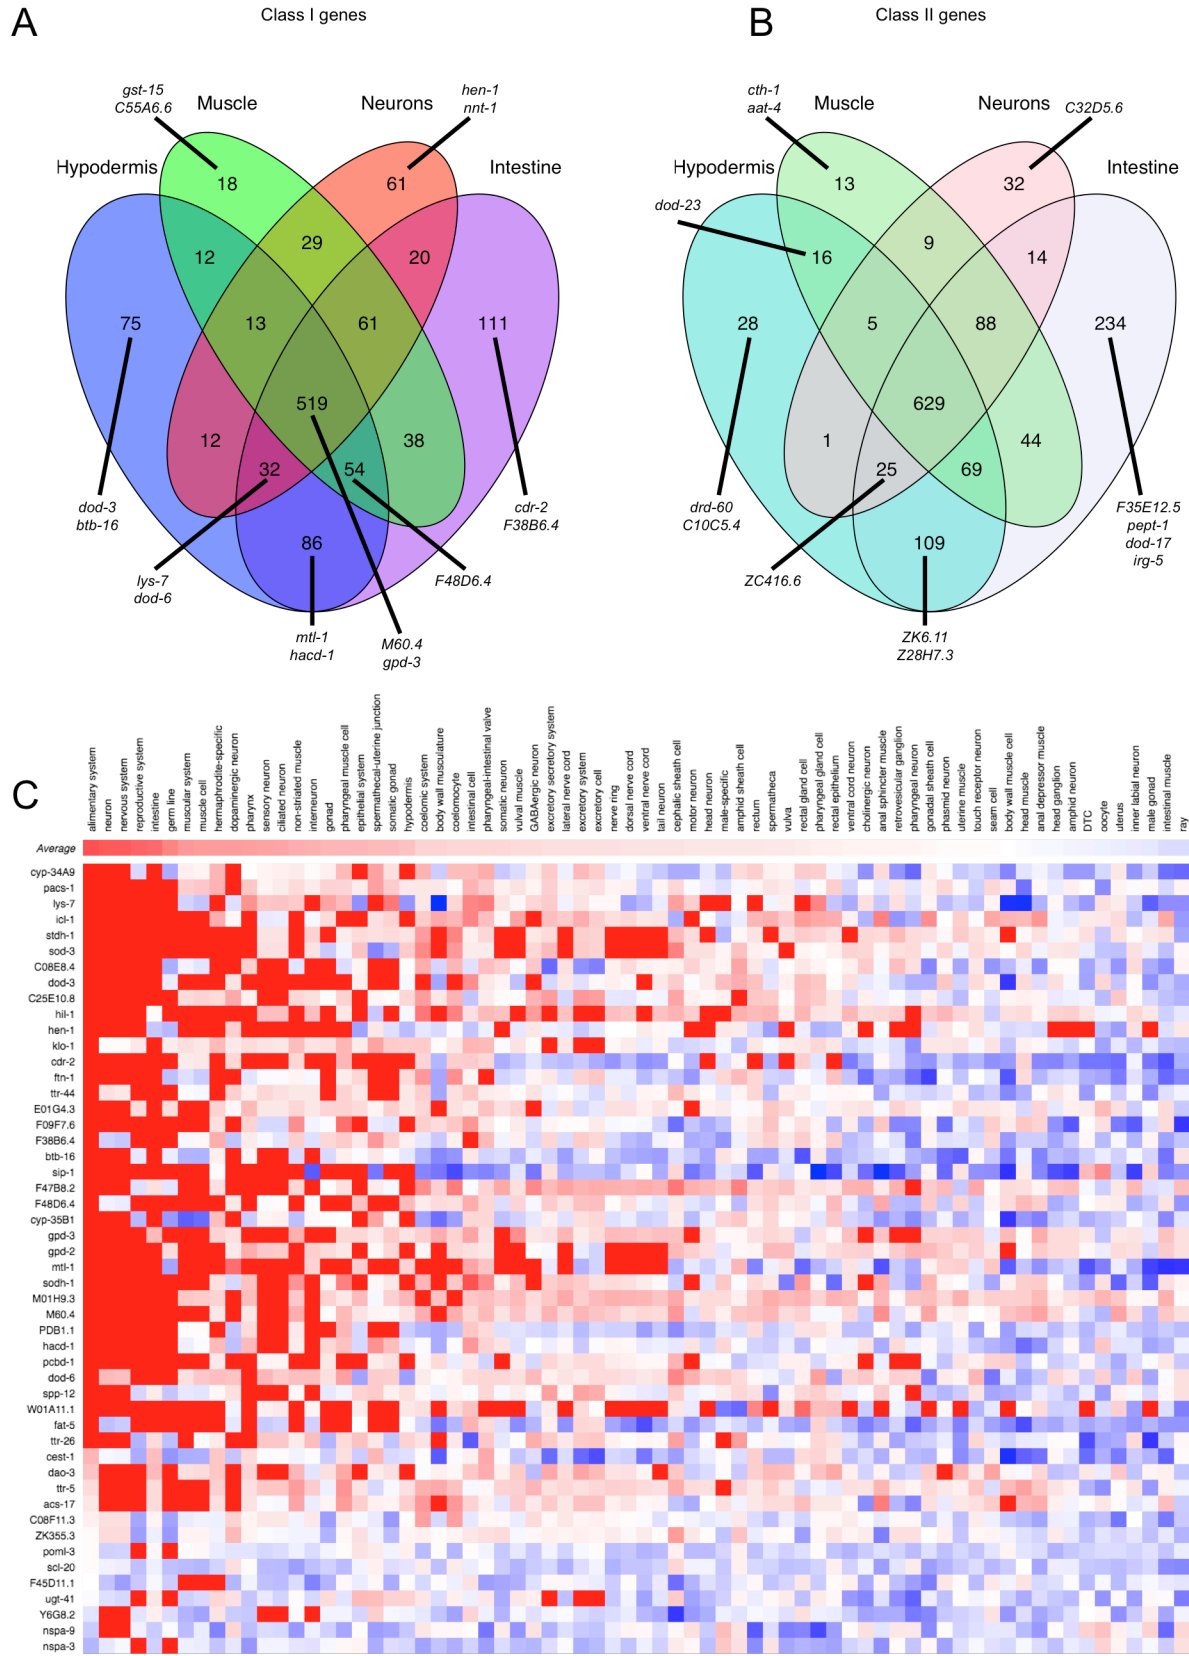 A
Class I genes
B
Class II genes
gst-15
C55A6.6
Muscle
Neurons
hen-1
nnt-1
Hypodermis
Intestine
18
61
12
29
20
75
13
61
111
519
12
38
32
54
86
dod-3
btb-16
cdr-2
F38B6.4
lys-7
dod-6
F48D6.4
mtl-1
hacd-1
M60.4
gpd-3
cth-1
aat-4
Muscle
Neurons
C32D5.6
Hypodermis
Intestine
dod-23
13
32
16
9
14
28
5
88
234
629
1
44
25
69
109
drd-60
C10C5.4
F35E12.5
pept-1
dod-17
irg-5
ZC416.6
ZK6.11
Z28H7.3
C
alimentary system
neuron
nervous system
reproductive system
intestine
germ line
muscular system
muscle cell
hermaphrodite-specific
dopaminergic neuron
pharynx
sensory neuron
ciliated neuron
non-striated muscle
interneuron
gonad
pharyngeal muscle cell
epithelial system
spermathecal-uterine junction
somatic gonad
hypodermis
coelomic system
body wall musculature
coelomocyte
intestinal cell
pharyngeal-intestinal valve
somatic neuron
vulval muscle
GABAergic neuron
excretory secretory system
lateral nerve cord
excretory system
excretory cell
nerve ring
dorsal nerve cord
ventral nerve cord
tail neuron
cephalic sheath cell
motor neuron
head neuron
male-specific
amphid sheath cell
rectum
spermatheca
vulva
rectal gland cell
pharyngeal gland cell
rectal epithelium
ventral cord neuron
cholinergic neuron
anal sphincter muscle
retrovesicular ganglion
pharyngeal neuron
gonadal sheath cell
phasmid neuron
uterine muscle
touch receptor neuron
seam cell
body wall muscle cell
head muscle
anal depressor muscle
head ganglion
amphid neuron
DTC
oocyte
uterus
inner labial neuron
male gonad
intestinal muscle
ray
Average
cyp-34A9
pacs-1
lys-7
icl-1
stdh-1
sod-3
C08E8.4
dod-3
C25E10.8
hil-1
hen-1
klo-1
cdr-2
ftn-1
ttr-44
E01G4.3
F09F7.6
F38B6.4
btb-16
sip-1
F47B8.2
F48D6.4
cyp-35B1
gpd-3
gpd-2
mtl-1
sodh-1
M01H9.3
M60.4
PDB1.1
hacd-1
pcbd-1
dod-6
spp-12
W01A11.1
fat-5
ttr-26
cest-1
dao-3
ttr-5
acs-17
C08F11.3
ZK355.3
poml-3
scl-20
F45D11.1
ugt-41
Y6G8.2
nspa-9
nspa-3